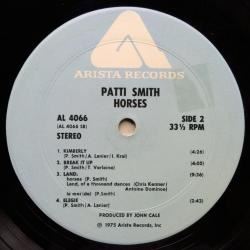 ARISTA RECORDS
PATTI SMITH
HORSES
AL 4066
(AL 4066 SB)
STEREO
SIDE 2
33⅓ RPM
1. KIMBERLY (4:26)
(P. Smith/A. Lanier/I. Kral)
2. BREAK IT UP (4:05)
(P. Smith/T. Verlaine)
3. LAND: (9:36)
horses (P. Smith)
Land, of a thousand dances (Chris Kenner/
Antoine Domino)
la mer(de) (P. Smith)
4. ELEGIE (2:42)
(P. Smith/A. Lanier)
PRODUCED BY JOHN CALE
℗ 1975 Arista Records, Inc.